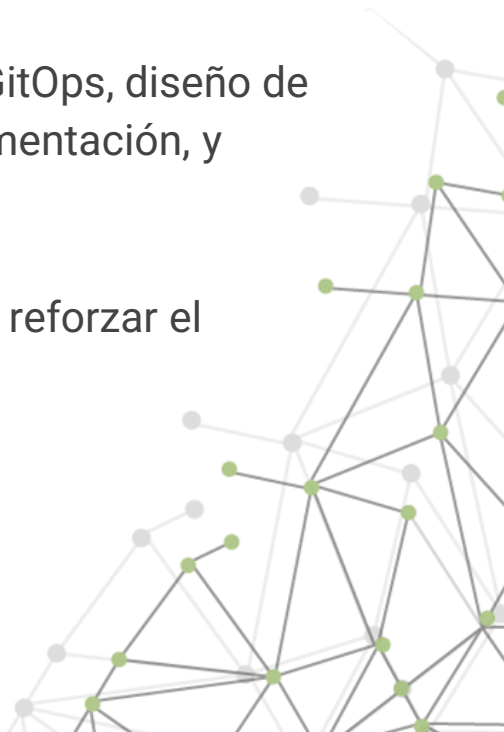 GitOps, diseño de
mentación, y
reforzar el